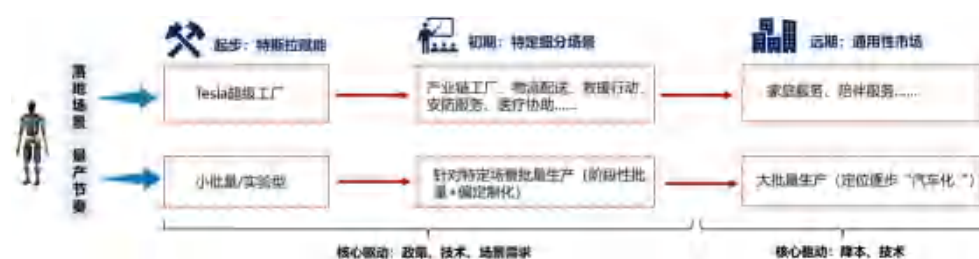 起步：特斯拉赋能
初期：特定细分场景
远期：通用性市场
落地场景
Tesla超级工厂
产业链工厂、物流配送、救援行动、
安防服务、医疗协助......
家庭服务、陪伴服务......
量产节奏
小批量/实验型
针对特定场景批量生产（阶段性批
量+偏定制化）
大批量生产（定位逐步“汽车化”）
核心驱动：政策、技术、场景需求
核心驱动：降本、技术